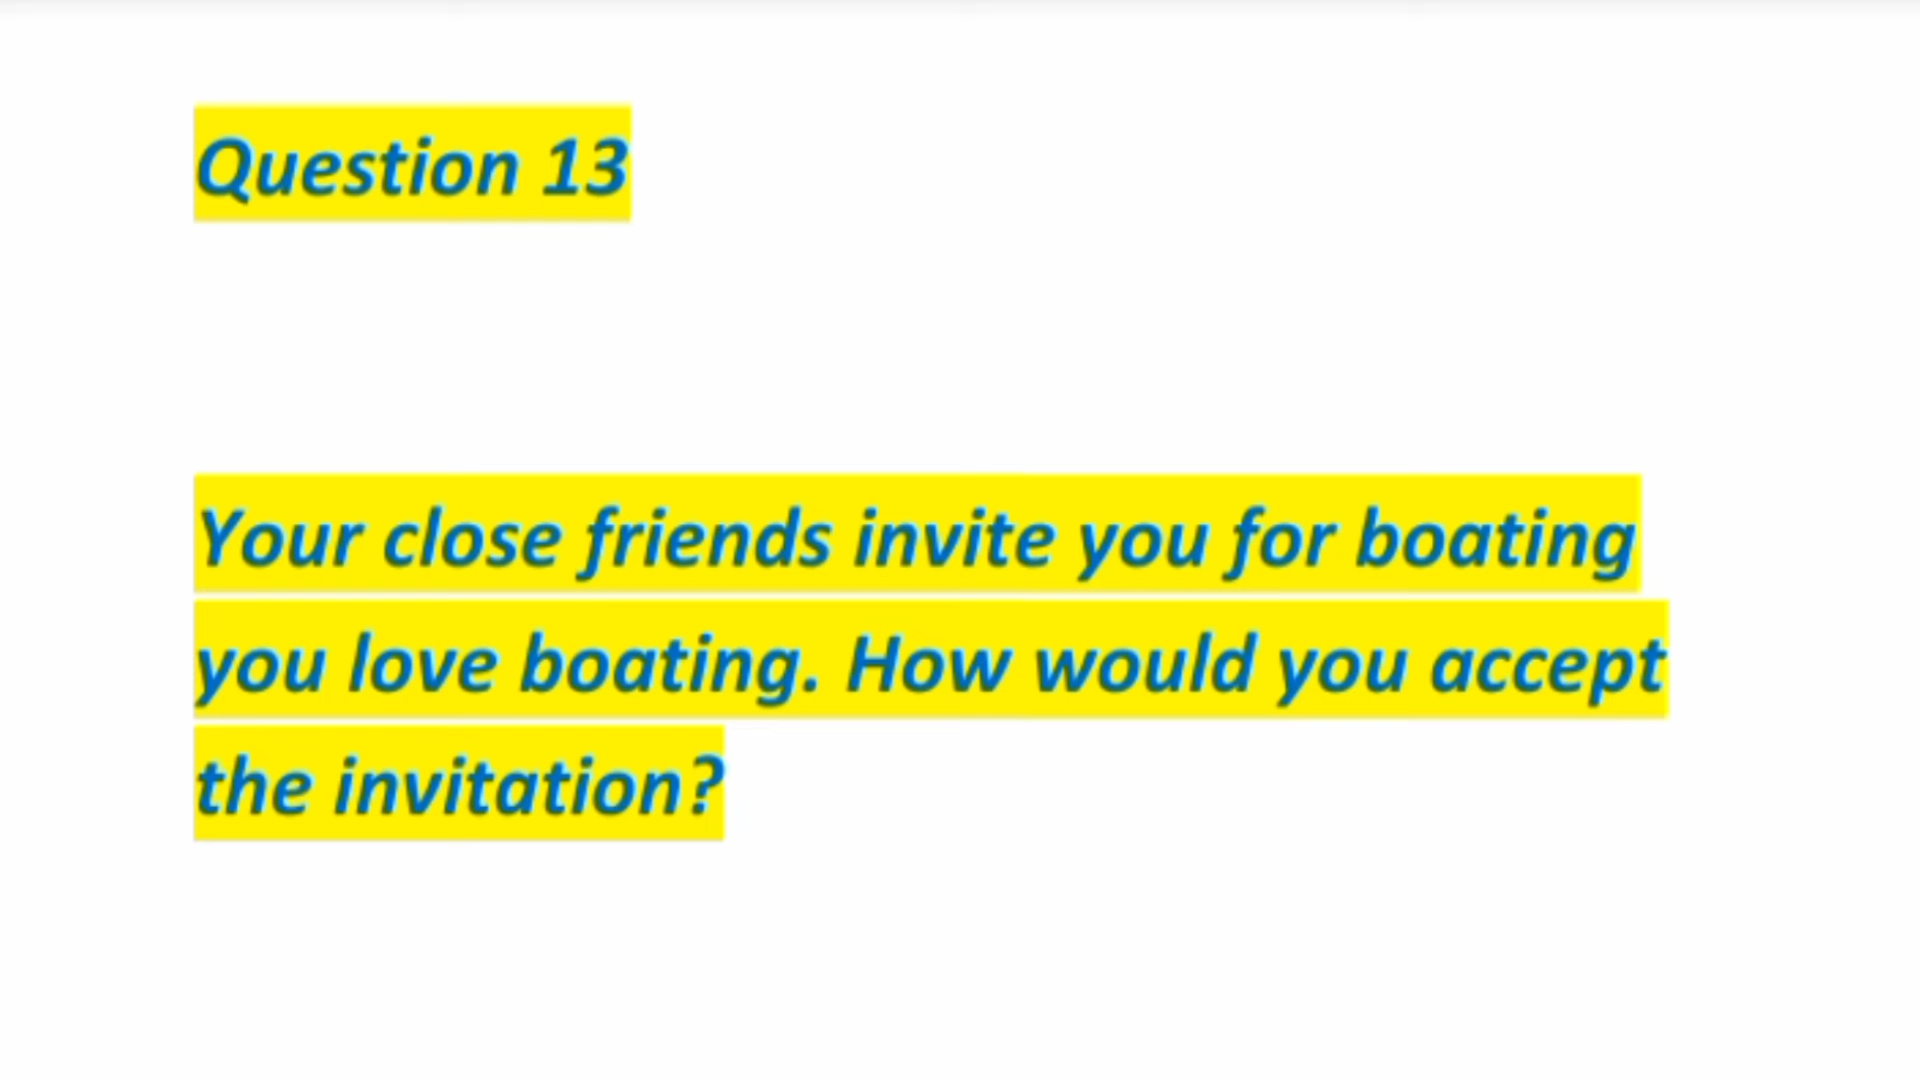 Question 13
Your close friends invite you for boating
you love boating. How would you accept
the invitation?